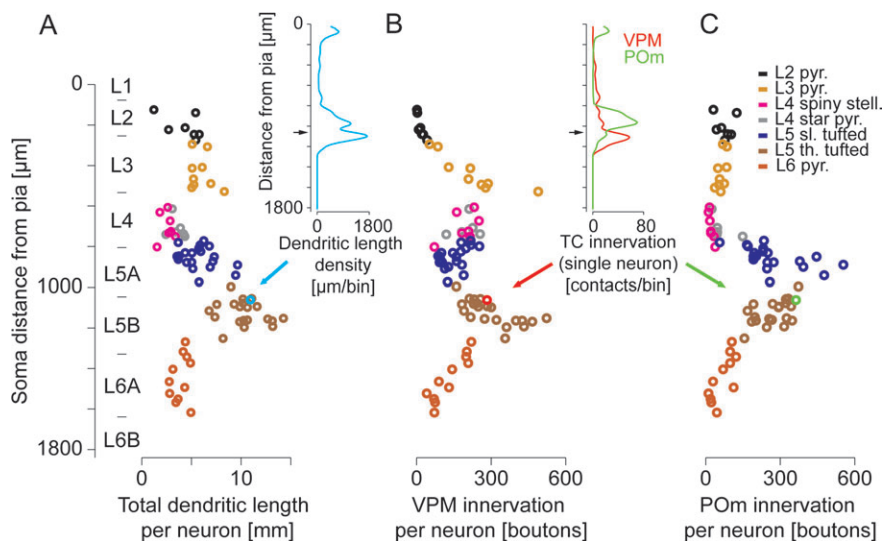 A
B
C
Distance from pia [µm]
0
1800
0
1800
Dendritic length
density
[µm/bin]
VPM
POm
0
70
TC innervation
(single neuron)
[contacts/bin]
L2 pyr.
L3 pyr.
L4 spiny stell.
L4 star pyr.
L5 sl. tufted
L5 th. tufted
L6 pyr.
Soma distance from pia [µm]
0
1000
1800
L1
L2
L3
L4
L5A
L5B
L6A
L6B
0
10
Total dendritic length
per neuron [mm]
0
300
600
VPM innervation
per neuron [boutons]
0
300
600
POm innervation
per neuron [boutons]